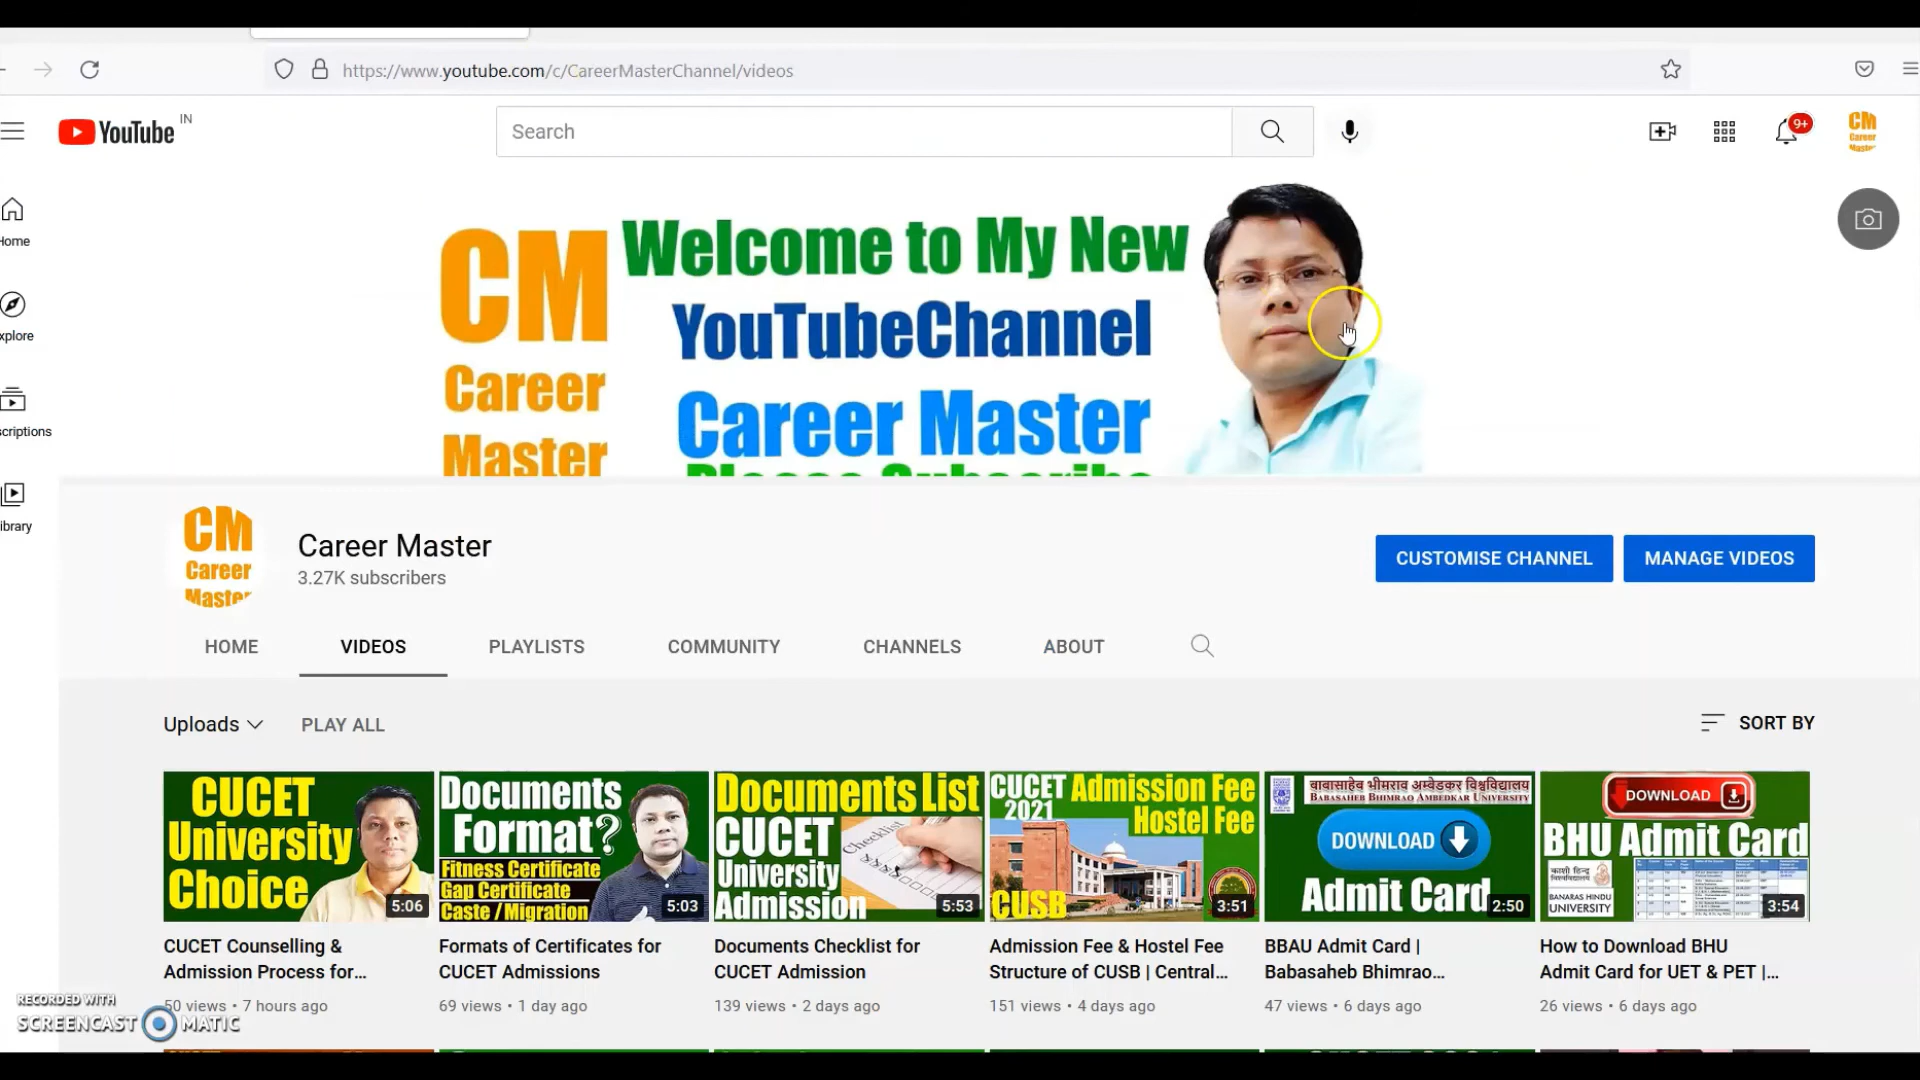 https://www.youtube.com/c/CareerMasterChannel/videos
YouTube IN
Search
9+
CM
Career
Home
Explore
scriptions
Library
CM
Career
Master
Welcome to My New
YouTubeChannel
Career Master
Please Subscribe
CM
Career
Master
Career Master
3.27K subscribers
CUSTOMISE CHANNEL
MANAGE VIDEOS
HOME
VIDEOS
PLAYLISTS
COMMUNITY
CHANNELS
ABOUT
Uploads
PLAY ALL
SORT BY
CUCET
University
Choice
5:06
Documents
Format?
Fitness Certificate
Gap Certificate
Caste / Migration
5:03
Documents List
CUCET
University
Admission
Checklist
5:53
CUCET
2021
Admission Fee
Hostel Fee
CUSB
3:51
बाबासाहेब भीमराव अम्बेडकर विश्वविद्यालय
BABASAHEB BHIMRAO AMBEDKAR UNIVERSITY
DOWNLOAD
Admit Card
2:50
DOWNLOAD
BHU Admit Card
काशी हिन्दू
विश्वविद्यालय
BANARAS HINDU
UNIVERSITY
3:54
CUCET Counselling &
Admission Process for...
50 views • 7 hours ago
Formats of Certificates for
CUCET Admissions
69 views • 1 day ago
Documents Checklist for
CUCET Admission
139 views • 2 days ago
Admission Fee & Hostel Fee
Structure of CUSB | Central...
151 views • 4 days ago
BBAU Admit Card |
Babasaheb Bhimrao...
47 views • 6 days ago
How to Download BHU
Admit Card for UET & PET |...
26 views • 6 days ago
RECORDED WITH
SCREENCAST MATIC